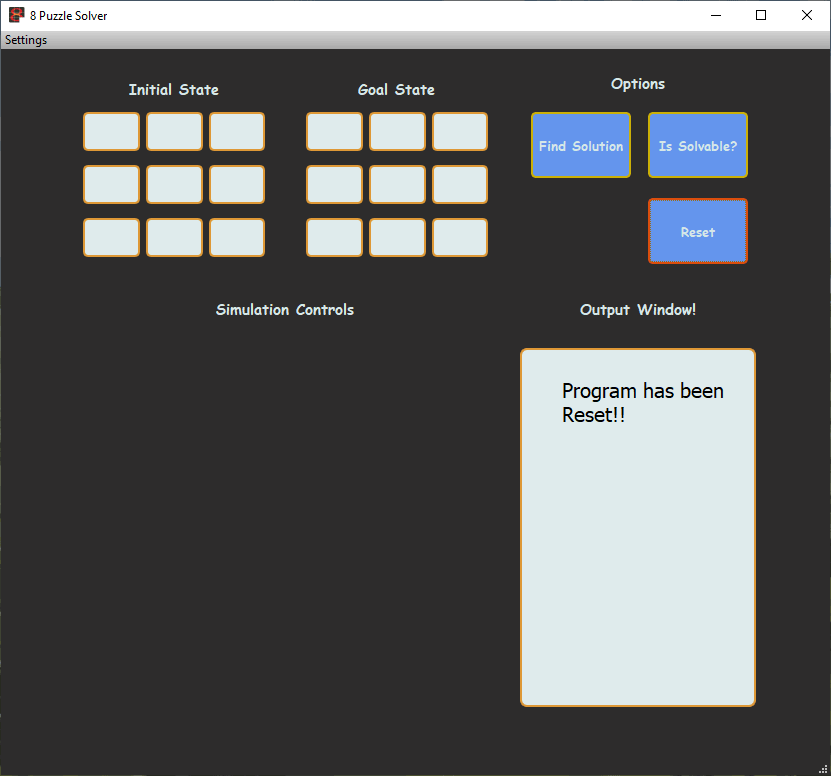 8 Puzzle Solver
Settings
Initial State
Goal State
Options
Find Solution
Is Solvable?
Reset
Simulation Controls
Output Window!
Program has been
Reset!!